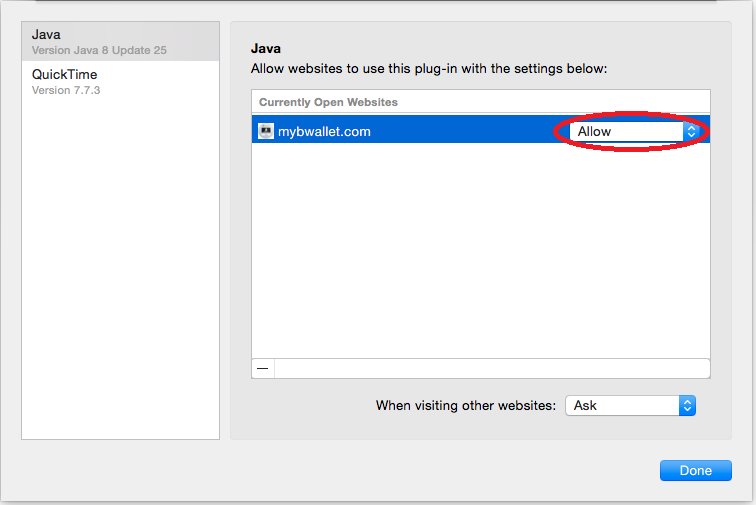 Java
Version Java 8 Update 25
QuickTime
Version 7.7.3
Java
Allow websites to use this plug-in with the settings below:
Currently Open Websites
mybwallet.com Allow
When visiting other websites: Ask
Done